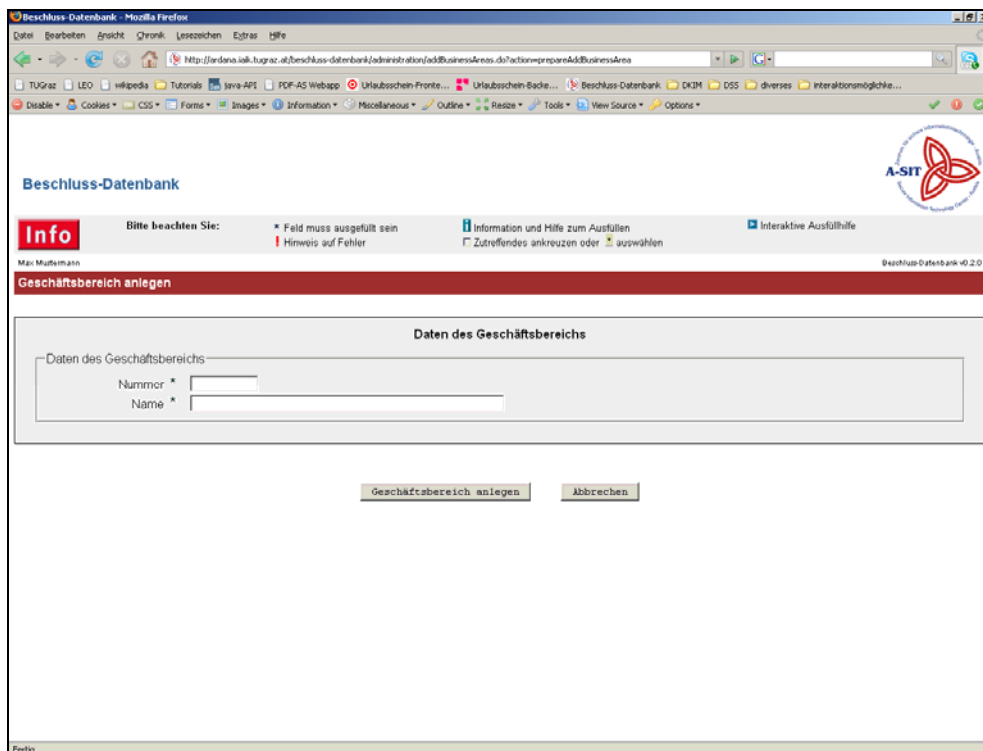 Beschluss-Datenbank - Mozilla Firefox
Datei Bearbeiten Ansicht Chronik Lesezeichen Extras Hilfe
http://ardana.iaik.tugraz.at/beschluss-datenbank/administration/addBusinessAreas.do?action=prepareAddBusinessArea
TUGraz LEO wikipedia Tutorials Java-API PDF-AS Webapp Urlaubsschein-Fronte... Urlaubsschein-Backe... Beschluss-Datenbank DKIM DSS diverses Interaktionsmöglichke...
Disable Cookies CSS Forms Images Information Miscellaneous Outline Resize Tools View Source Options
A-SIT
Beschluss-Datenbank
Info Bitte beachten Sie: * Feld muss ausgefüllt sein Information und Hilfe zum Ausfüllen Interaktive Ausfüllhilfe
! Hinweis auf Fehler Zutreffendes ankreuzen oder auswählen
Max Mustermann Beschluss-Datenbank v0.2.0
Geschäftsbereich anlegen
Daten des Geschäftsbereichs
Daten des Geschäftsbereichs
Nummer *
Name *
Geschäftsbereich anlegen Abbrechen
Fertig